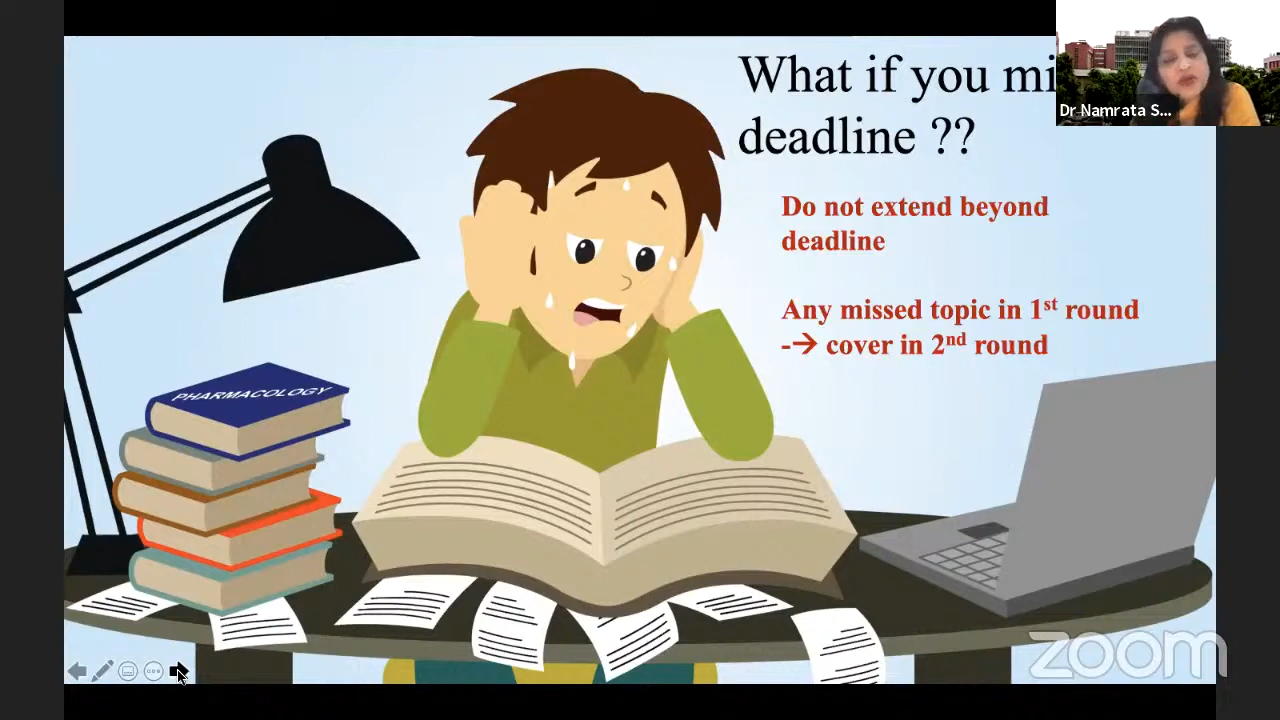 What if you mi
deadline ??
Dr Namrata S...
Do not extend beyond
deadline
Any missed topic in 1st round
-→ cover in 2nd round
PHARMACOLOGY
zoom